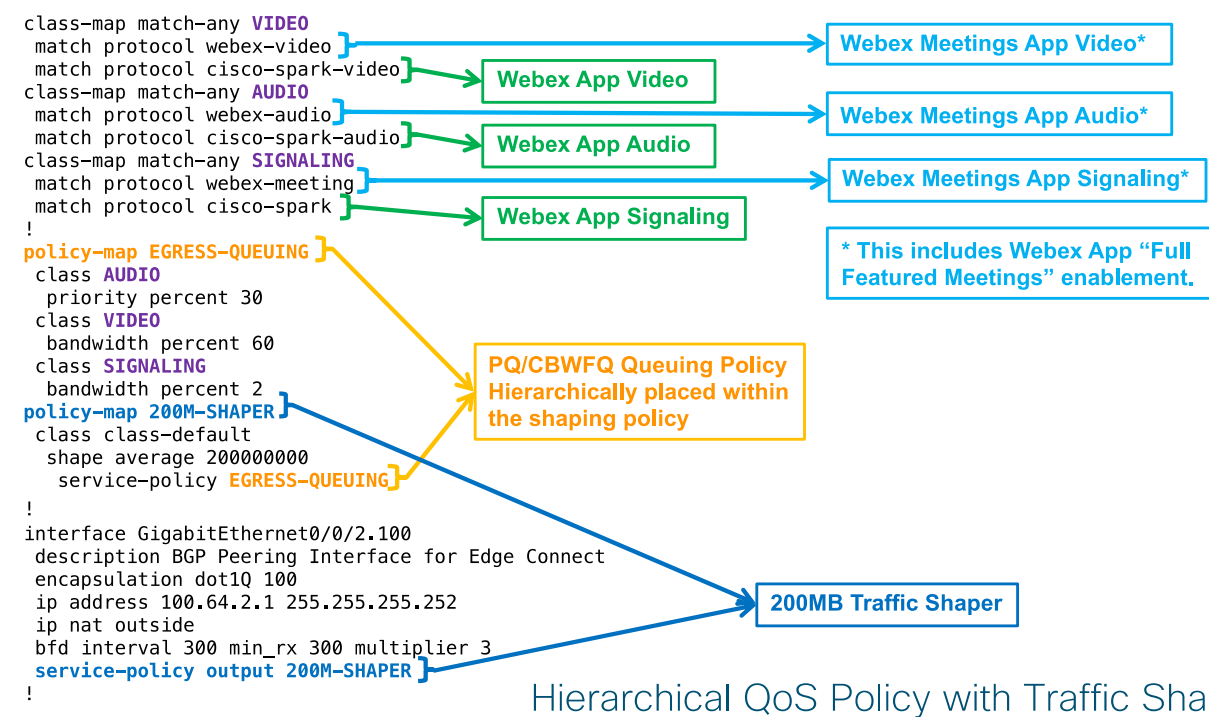 class-map match-any VIDEO
match protocol webex-video
match protocol cisco-spark-video
class-map match-any AUDIO
match protocol webex-audio
match protocol cisco-spark-audio
class-map match-any SIGNALING
match protocol webex-meeting
match protocol cisco-spark
!
policy-map EGRESS-QUEUING
class AUDIO
priority percent 30
class VIDEO
bandwidth percent 60
class SIGNALING
bandwidth percent 2
policy-map 200M-SHAPER
class class-default
shape average 200000000
service-policy EGRESS-QUEUING
!
interface GigabitEthernet0/0/2.100
description BGP Peering Interface for Edge Connect
encapsulation dot1Q 100
ip address 100.64.2.1 255.255.255.252
ip nat outside
bfd interval 300 min_rx 300 multiplier 3
service-policy output 200M-SHAPER
!
Webex Meetings App Video*
Webex App Video
Webex Meetings App Audio*
Webex App Audio
Webex Meetings App Signaling*
Webex App Signaling
* This includes Webex App “Full
Featured Meetings” enablement.
PQ/CBWFQ Queuing Policy
Hierarchically placed within
the shaping policy
200MB Traffic Shaper
Hierarchical QoS Policy with Traffic Sha